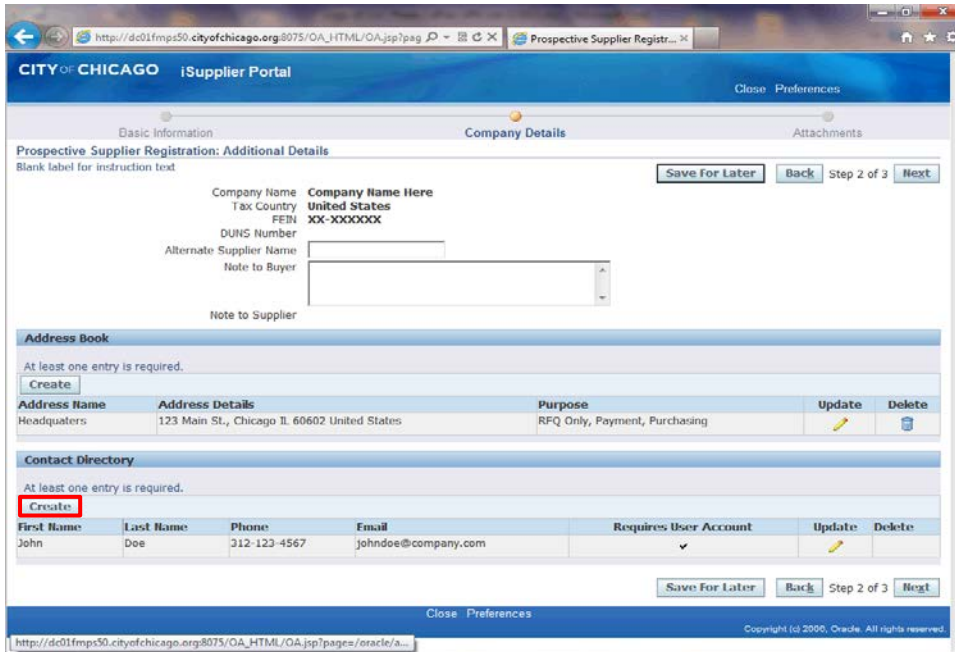 http://dc01fmps50.cityofchicago.org:8075/OA_HTML/OA.jsp?pag
Prospective Supplier Registr...
CITY OF CHICAGO iSupplier Portal
Close Preferences
Basic Information Company Details Attachments
Prospective Supplier Registration: Additional Details
Blank label for instruction text
Save For Later Back Step 2 of 3 Next
Company Name Company Name Here
Tax Country United States
FEIN XX-XXXXXX
DUNS Number
Alternate Supplier Name
Note to Buyer
Note to Supplier
Address Book
At least one entry is required.
Create
Address Name Address Details Purpose Update Delete
Headquaters 123 Main St., Chicago IL 60602 United States RFQ Only, Payment, Purchasing
Contact Directory
At least one entry is required.
Create
First Name Last Name Phone Email Requires User Account Update Delete
John Doe 312-123-4567 johndoe@company.com
Save For Later Back Step 2 of 3 Next
Close Preferences
Copyright (c) 2006, Oracle. All rights reserved.
http://dc01fmps50.cityofchicago.org:8075/OA_HTML/OA.jsp?page=/oracle/a...